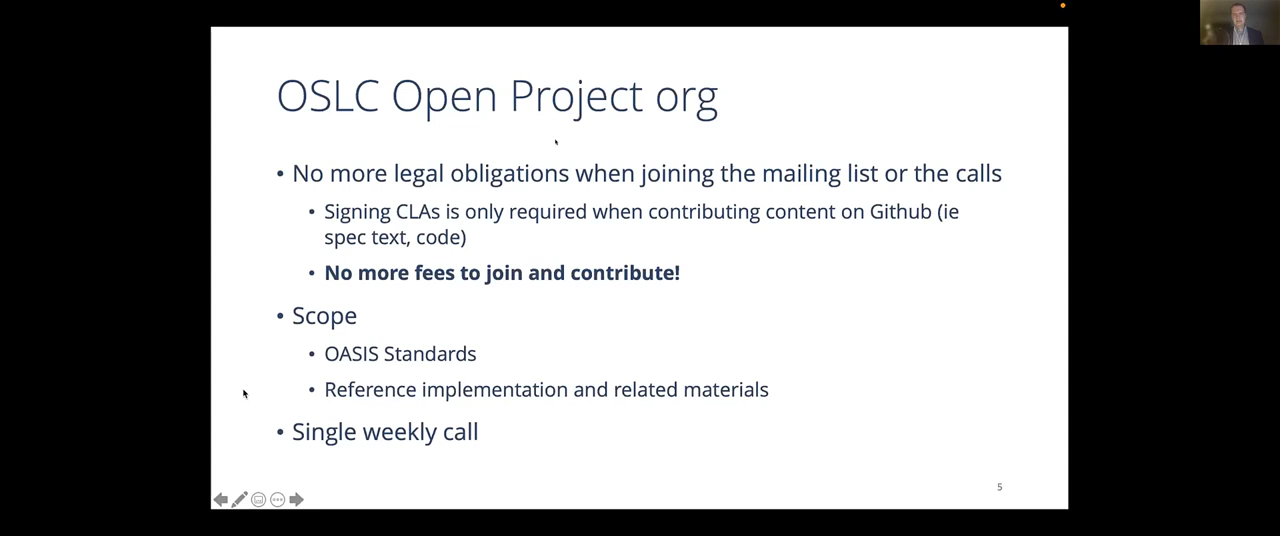 OSLC Open Project org
• No more legal obligations when joining the mailing list or the calls
• Signing CLAs is only required when contributing content on Github (ie
spec text, code)
• No more fees to join and contribute!
• Scope
• OASIS Standards
• Reference implementation and related materials
• Single weekly call
5